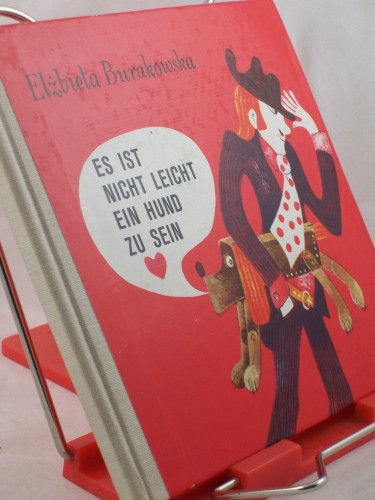 Elżbieta Burakowska
ES IST
NICHT LEICHT
EIN HUND
ZU SEIN